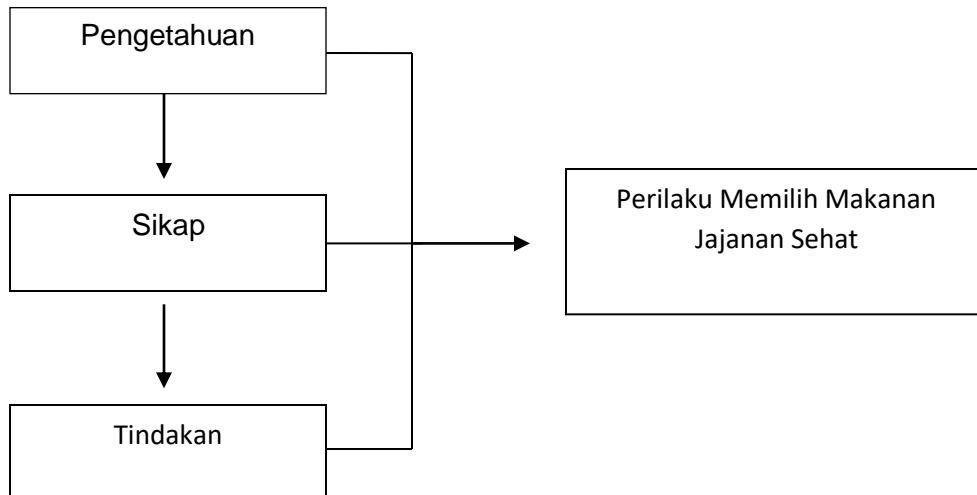 Pengetahuan
Sikap
Tindakan
Perilaku Memilih Makanan
Jajanan Sehat